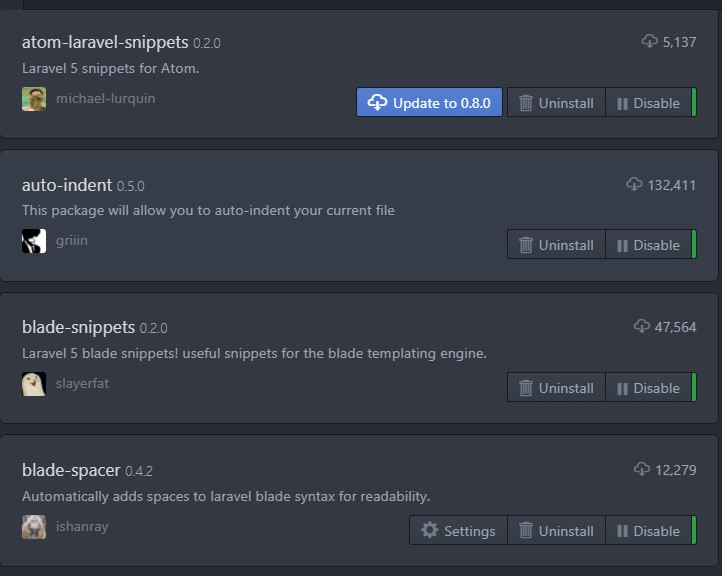 atom-laravel-snippets 0.2.0 5,137
Laravel 5 snippets for Atom.
michael-lurquin Update to 0.8.0 Uninstall Disable
auto-indent 0.5.0 132,411
This package will allow you to auto-indent your current file
griiin Uninstall Disable
blade-snippets 0.2.0 47,564
Laravel 5 blade snippets! useful snippets for the blade templating engine.
slayerfat Uninstall Disable
blade-spacer 0.4.2 12,279
Automatically adds spaces to laravel blade syntax for readability.
ishanray Settings Uninstall Disable